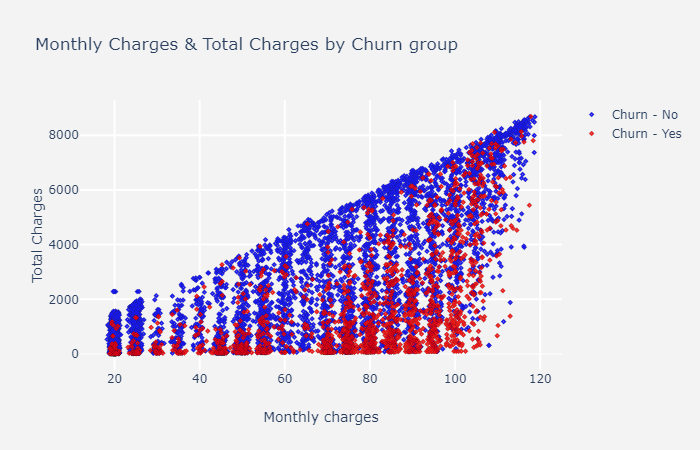 Monthly Charges & Total Charges by Churn group
Churn - No
Churn - Yes
Total Charges
8000
6000
4000
2000
0
20
40
60
80
100
120
Monthly charges